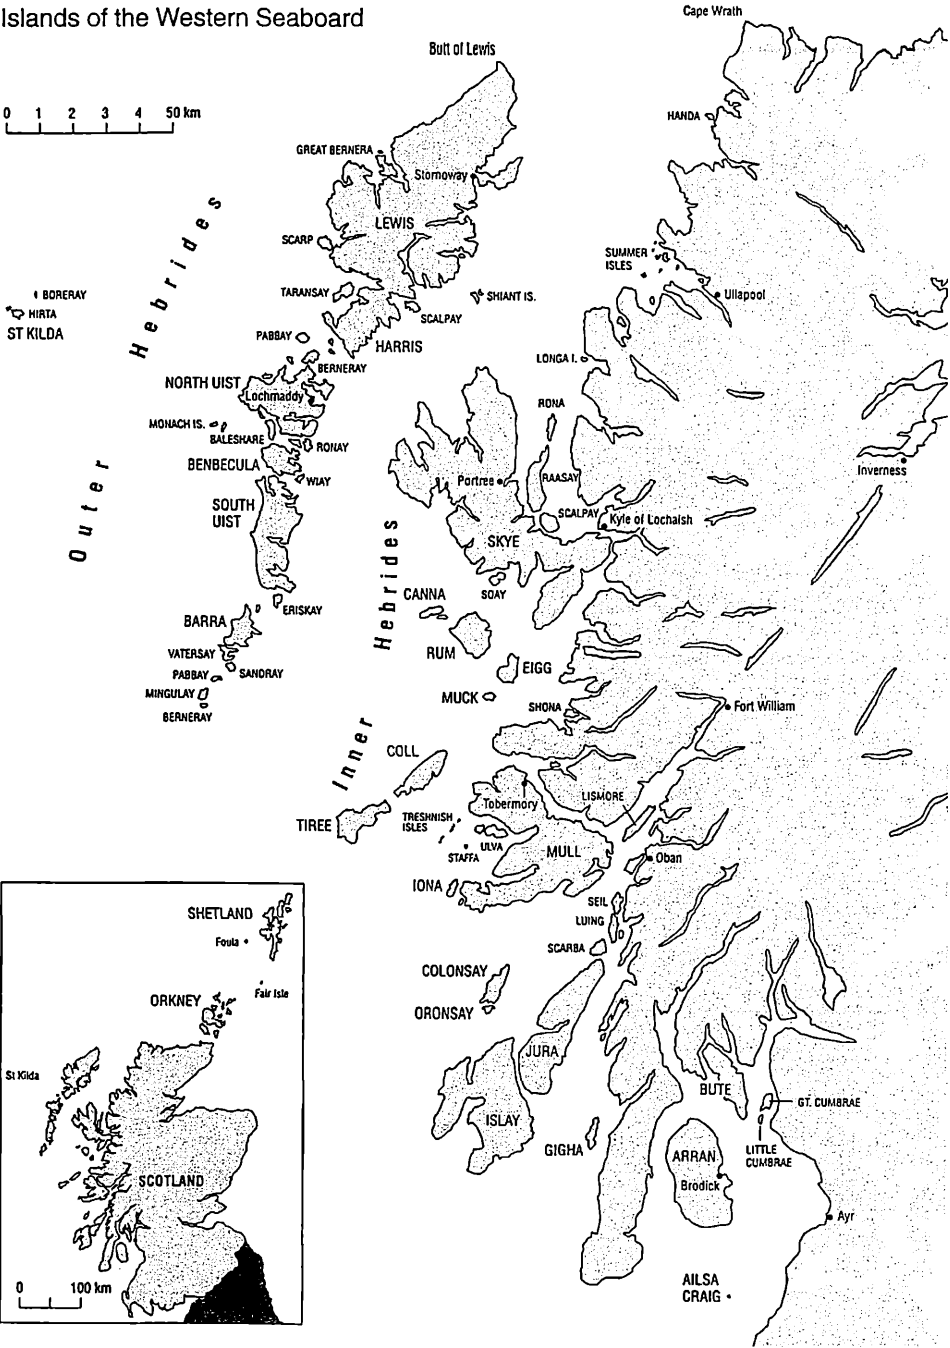 Islands of the Western Seaboard
Cape Wrath
Butt of Lewis
0 1 2 3 4 50 km
HANDA
GREAT BERNERA
Stornoway
LEWIS
SCARP
SUMMER
ISLES
Outer Hebrides
BORERAY
HIRTA
ST KILDA
TARANSAY
SHIANT IS.
Ullapool
SCALPAY
PABBAY
HARRIS
LONGA I.
BERNERAY
NORTH UIST
Lochmaddy
RONA
MONACH IS.
BALESHARE
RONAY
BENBECULA
WIAY
Inverness
Portree
RAASAY
SOUTH
UIST
SCALPAY
Kyle of Lochalsh
SKYE
Inner Hebrides
SOAY
CANNA
ERISKAY
BARRA
RUM
VATERSAY
EIGG
PABBAY
SANDRAY
MINGULAY
MUCK
SHONA
Fort William
BERNERAY
COLL
LISMORE
Tobermory
TIREE
TRESHNISH
ISLES
ULVA
STAFFA
MULL
Oban
IONA
SEIL
LUING
SCARBA
COLONSAY
ORONSAY
JURA
BUTE
GT. CUMBRAE
ISLAY
GIGHA
LITTLE
CUMBRAE
ARRAN
Brodick
Ayr
AILSA
CRAIG
SHETLAND
Foula
Fair Isle
ORKNEY
St Kilda
SCOTLAND
0 100 km